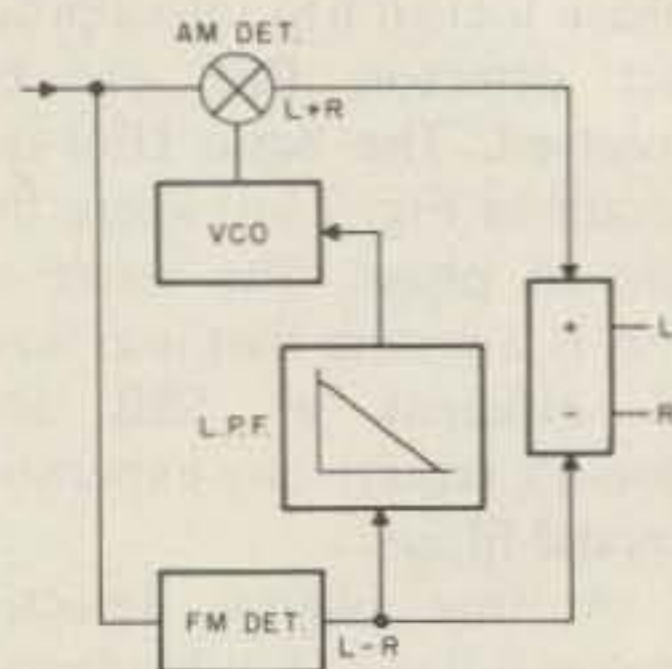 AM DET.
L+R
VCO
+
L
-
R
L.P.F.
FM DET.
L-R